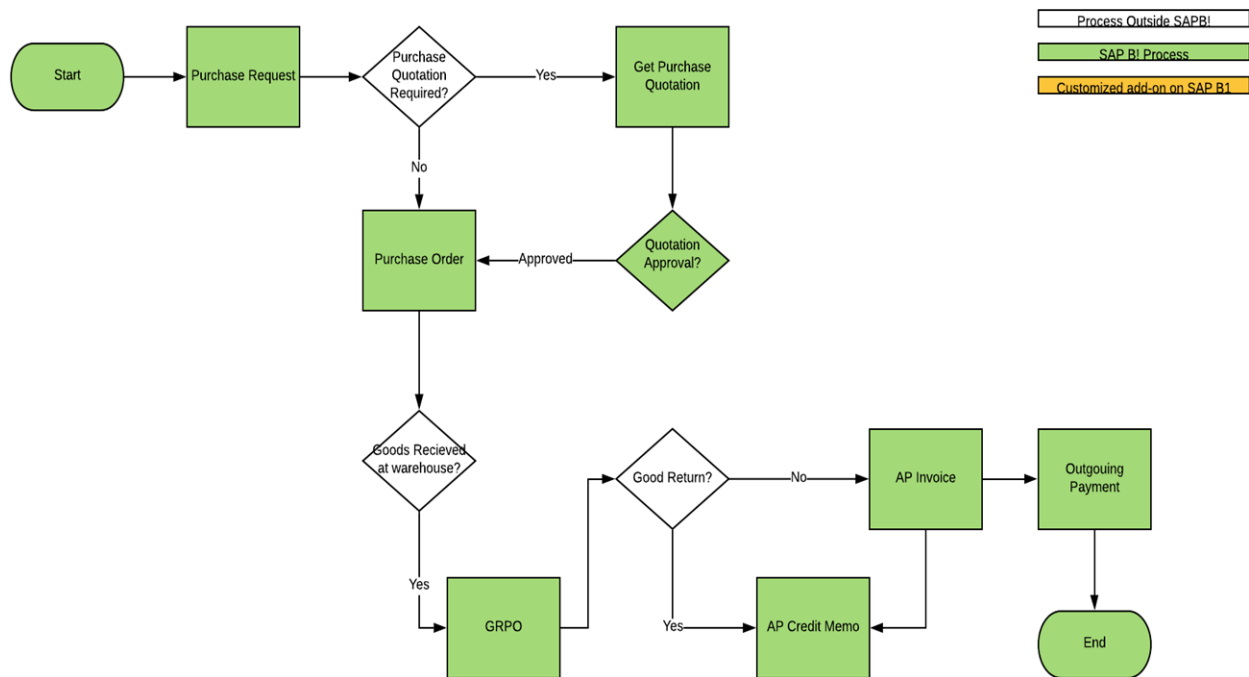 Process Outside SAPB!
SAP B! Process
Customized add-on on SAP B1
Start
Purchase Request
Purchase
Quotation
Required?
Yes
Get Purchase
Quotation
No
Purchase Order
Approved
Quotation
Approval?
Goods Recieved
at warehouse?
Good Return?
No
AP Invoice
Outgouing
Payment
Yes
GRPO
Yes
AP Credit Memo
End